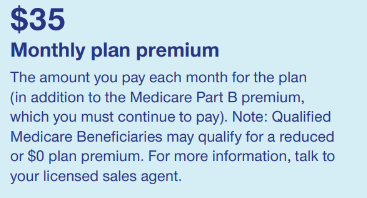 $35
Monthly plan premium
The amount you pay each month for the plan
(in addition to the Medicare Part B premium,
which you must continue to pay). Note: Qualified
Medicare Beneficiaries may qualify for a reduced
or $0 plan premium. For more information, talk to
your licensed sales agent.